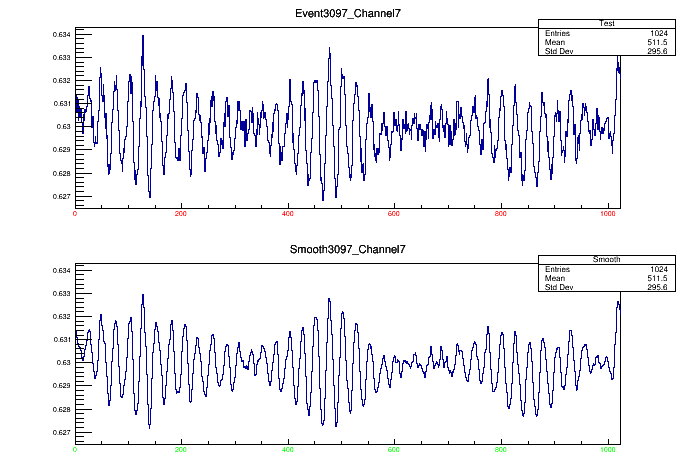 Event3097_Channel7
Test
Entries 1024
Mean 511.5
Std Dev 295.6
0.634
0.633
0.632
0.631
0.63
0.629
0.628
0.627
0 200 400 600 800 1000
Smooth3097_Channel7
Smooth
Entries 1024
Mean 511.5
Std Dev 295.6
0.634
0.633
0.632
0.631
0.63
0.629
0.628
0.627
0 200 400 600 800 1000